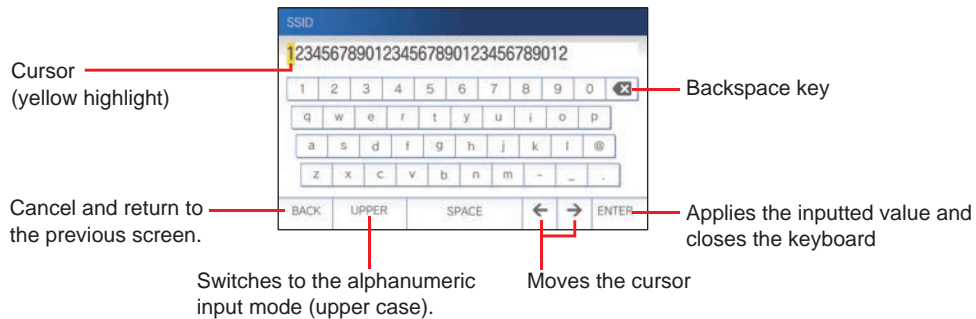 SSID
12345678901234567890123456789012
Cursor
(yellow highlight)
1 2 3 4 5 6 7 8 9 0
Backspace key
q w e r t y u i o p
a s d f g h j k l @
z x c v b n m - _ .
Cancel and return to
the previous screen.
BACK UPPER SPACE ← → ENTER
Applies the inputted value and
closes the keyboard
Switches to the alphanumeric
input mode (upper case).
Moves the cursor